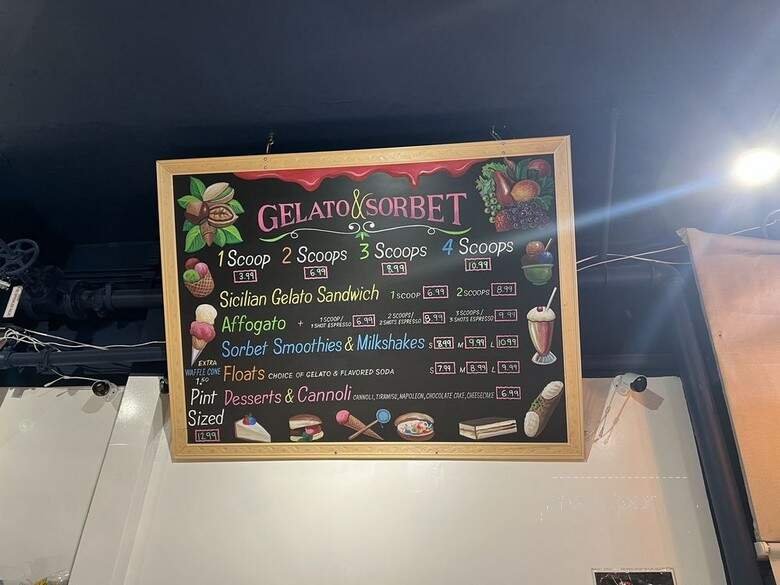 GELATO & SORBET
1 Scoop 2 Scoops 3 Scoops 4 Scoops
3.99 6.99 8.99 10.99
Sicilian Gelato Sandwich 1 SCOOP 6.99 2 SCOOPS 8.99
Affogato + 1 SCOOP/ 1 SHOT ESPRESSO 6.99 2 SCOOPS/ 2 SHOTS ESPRESSO 8.99 3 SCOOPS/ 3 SHOTS ESPRESSO 9.99
Sorbet Smoothies & Milkshakes S 8.49 M 9.99 L 10.99
EXTRA
WAFFLE CONE
1.50
Floats CHOICE OF GELATO & FLAVORED SODA S 7.99 M 8.99 L 9.99
Pint
Sized
12.99
Desserts & Cannoli CANNOLI, TIRAMISU, NAPOLEON, CHOCOLATE CAKE, CHEESECAKE 6.99